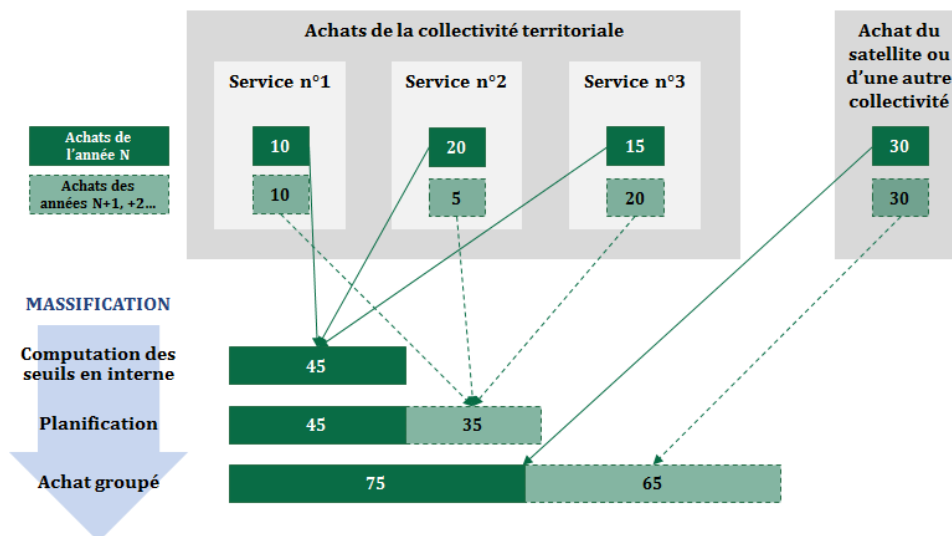 Achats de la collectivité territoriale
Achat du
satellite ou
d'une autre
collectivité
Service n°1
Service n°2
Service n°3
Achats de
l'année N
10
20
15
30
Achats des
années N+1, +2...
10
5
20
30
MASSIFICATION
Computation des
seuils en interne
45
Planification
45
35
Achat groupé
75
65